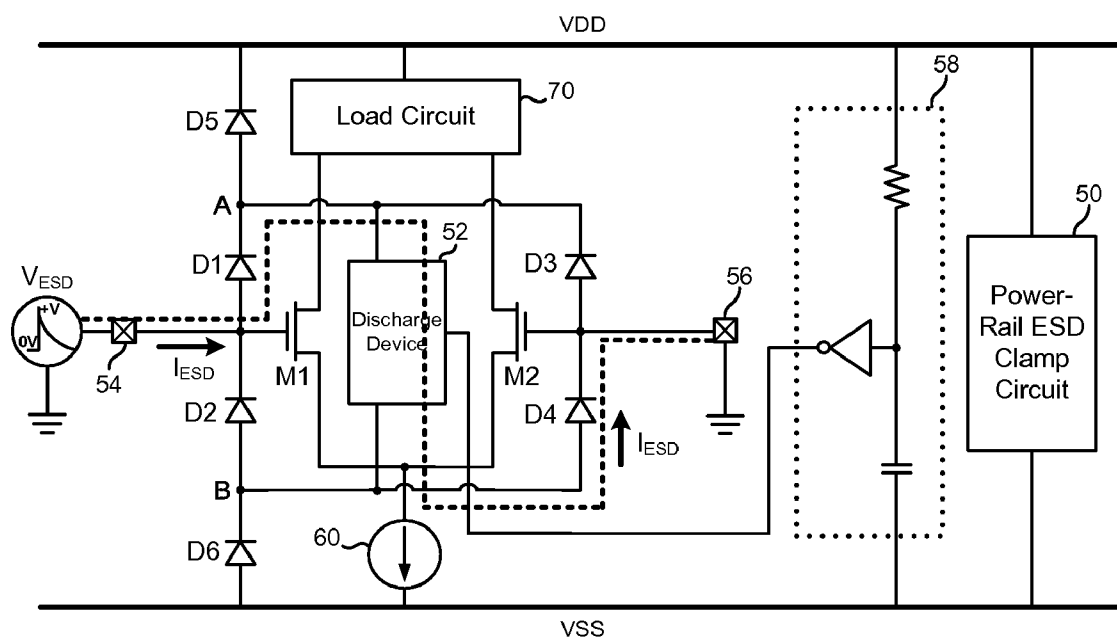 VDD
58
70
Load Circuit
D5
A
52
50
D1
D3
56
VESD
+V
0V
Discharge
Device
Power-
Rail ESD
Clamp
Circuit
54
IESD
M1
M2
D2
D4
IESD
B
60
D6
VSS